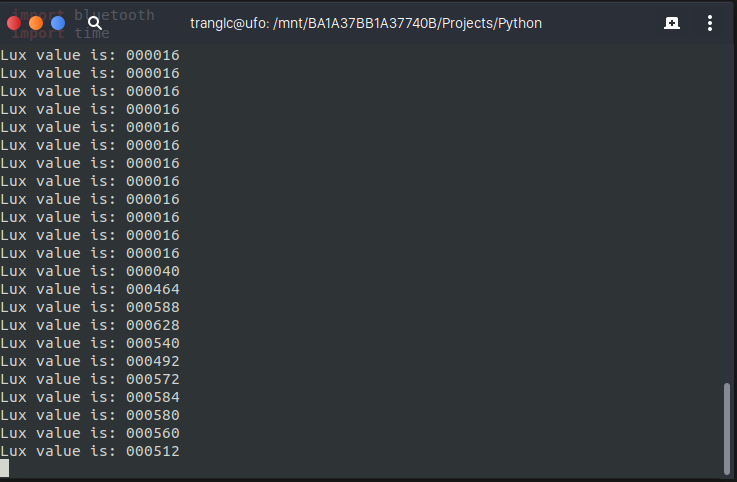 import bluetooth
import time
tranglc@ufo: /mnt/BA1A37BB1A37740B/Projects/Python
Lux value is: 000016
Lux value is: 000016
Lux value is: 000016
Lux value is: 000016
Lux value is: 000016
Lux value is: 000016
Lux value is: 000016
Lux value is: 000016
Lux value is: 000016
Lux value is: 000016
Lux value is: 000016
Lux value is: 000016
Lux value is: 000040
Lux value is: 000464
Lux value is: 000588
Lux value is: 000628
Lux value is: 000540
Lux value is: 000492
Lux value is: 000572
Lux value is: 000584
Lux value is: 000580
Lux value is: 000560
Lux value is: 000512